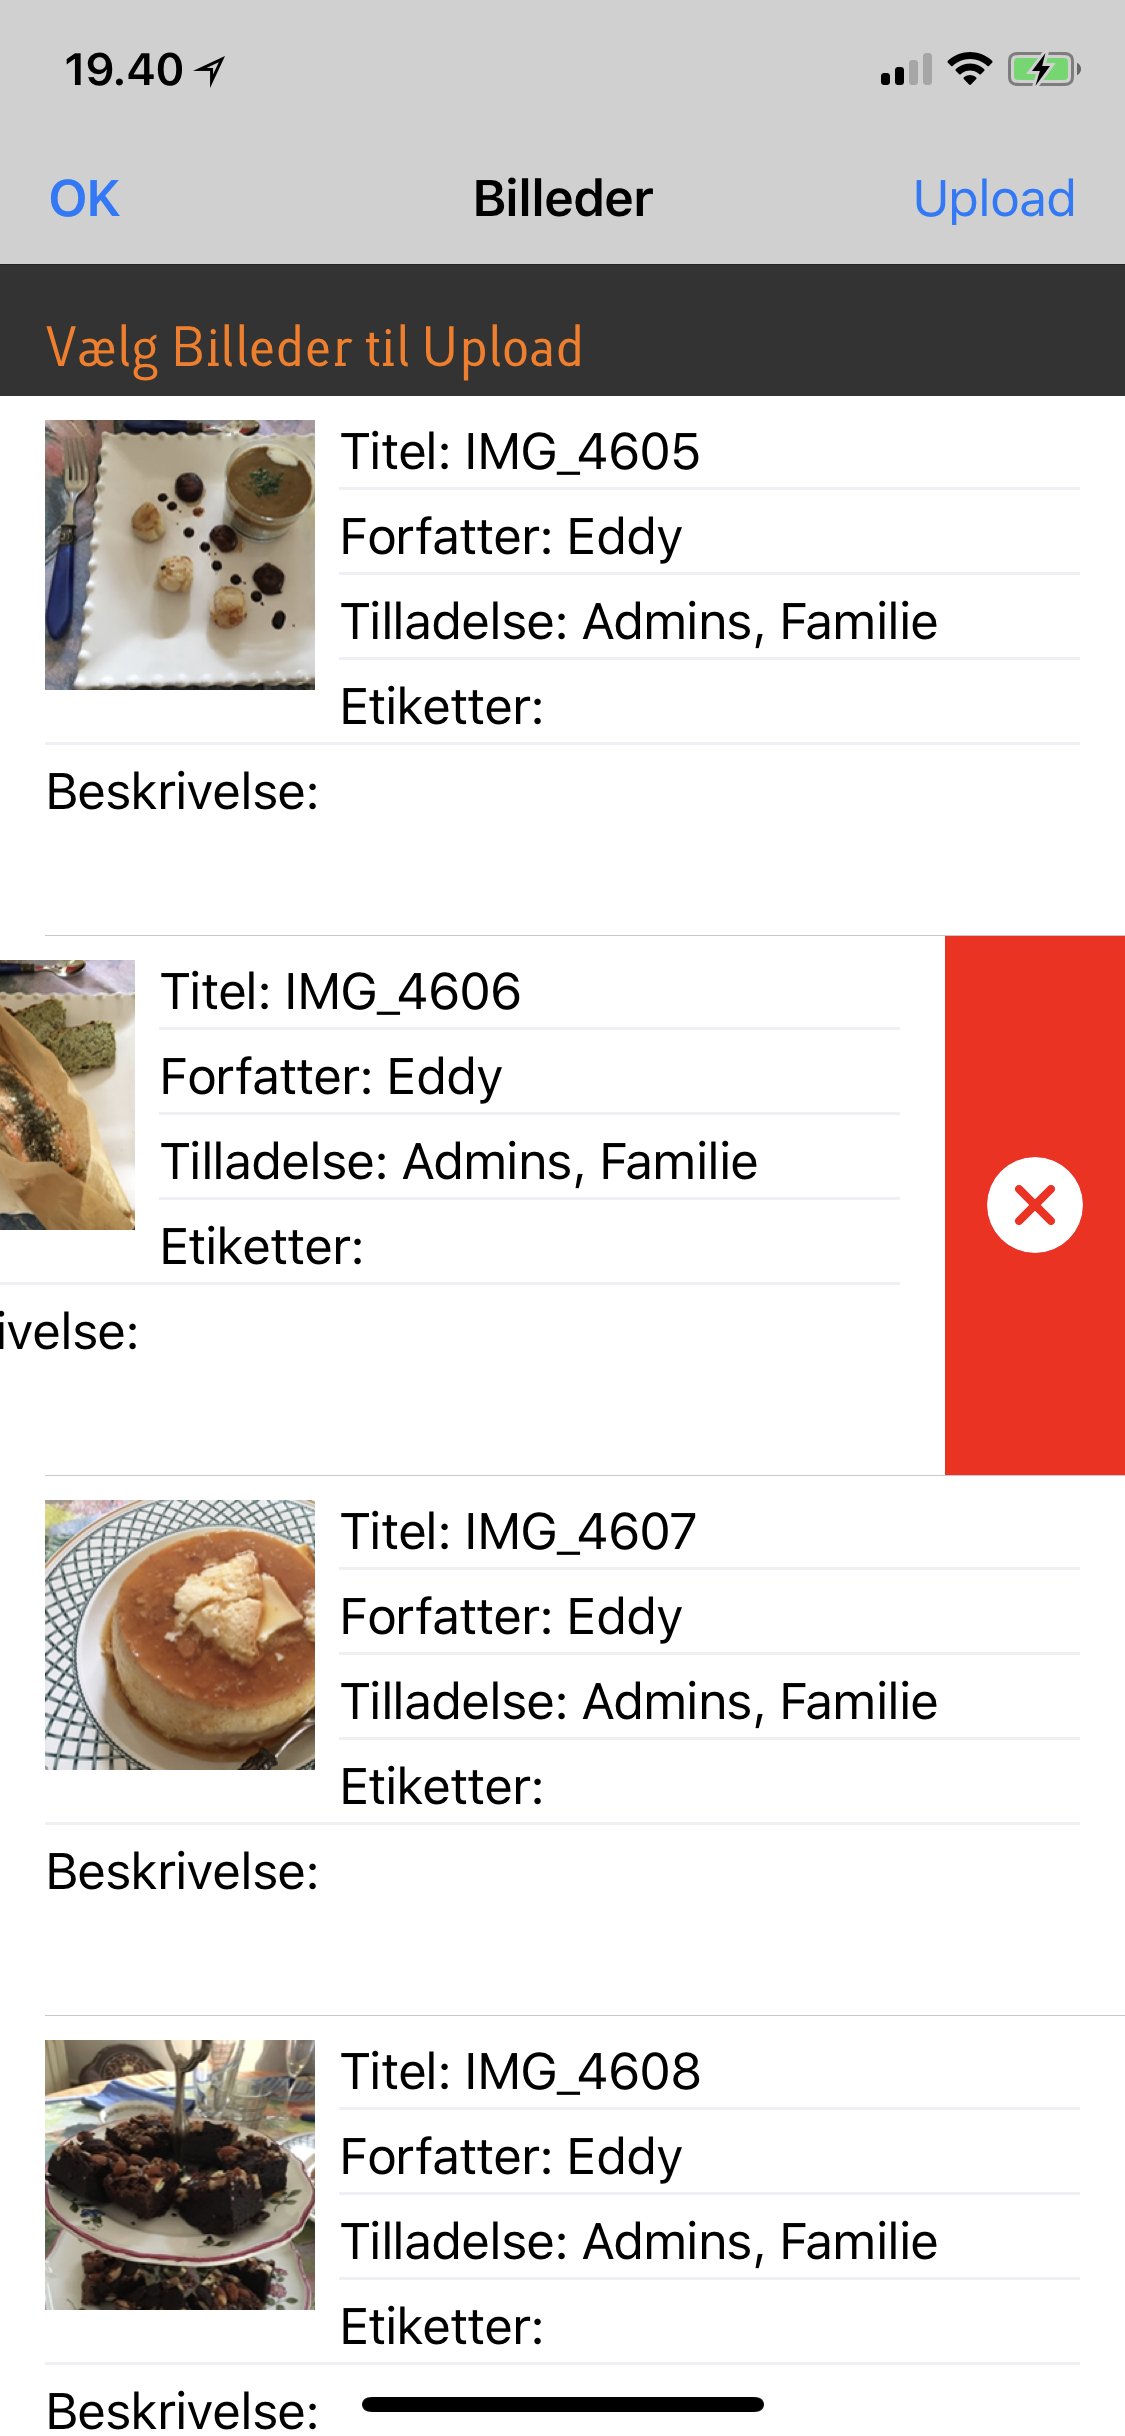 19.40
OK Billeder Upload
Vælg Billeder til Upload
Titel: IMG_4605
Forfatter: Eddy
Tilladelse: Admins, Familie
Etiketter:
Beskrivelse:
Titel: IMG_4606
Forfatter: Eddy
Tilladelse: Admins, Familie
Etiketter:
ivelse:
Titel: IMG_4607
Forfatter: Eddy
Tilladelse: Admins, Familie
Etiketter:
Beskrivelse:
Titel: IMG_4608
Forfatter: Eddy
Tilladelse: Admins, Familie
Etiketter:
Beskrivelse: